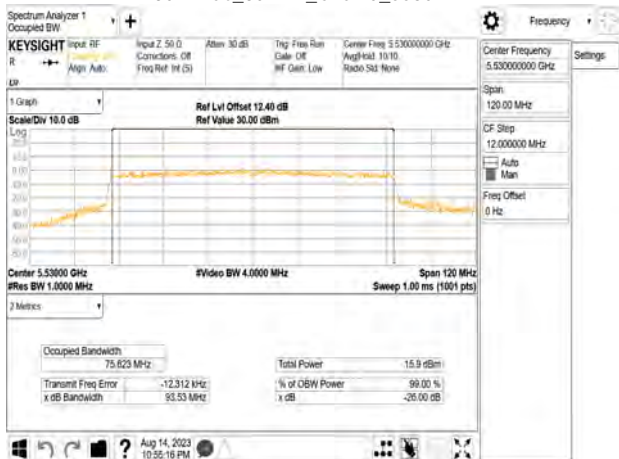 Spectrum Analyzer 1
Occupied BW
+
Frequency
KEYSIGHT
R
Input: RF
Align: Auto
Input Z: 50 Ω
Corrections: Off
Freq Ref: Int (S)
Atten: 30 dB
Trig: Free Run
Gate: Off
#IF Gain: Low
Center Freq: 5.530000000 GHz
Avg|Hold: 10/10
Radio Std: None
Center Frequency
5.530000000 GHz
Settings
Span
120.00 MHz
CF Step
12.000000 MHz
Auto
Man
Freq Offset
0 Hz
1 Graph
Scale/Div 10.0 dB
Ref Lvl Offset 12.40 dB
Ref Value 30.00 dBm
Log
Center 5.53000 GHz
#Res BW 1.0000 MHz
#Video BW 4.0000 MHz
Span 120 MHz
Sweep 1.00 ms (1001 pts)
2 Metrics
Occupied Bandwidth
75.623 MHz
Total Power 15.9 dBm
Transmit Freq Error -12.312 kHz
% of OBW Power 99.00 %
x dB Bandwidth 93.53 MHz
x dB -26.00 dB
?
Aug 14, 2023
10:55:16 PM